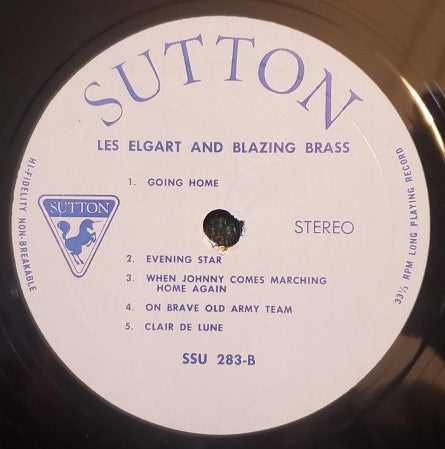 SUTTON
LES ELGART AND BLAZING BRASS
1. GOING HOME
SUTTON
STEREO
HI-FIDELITY NON-BREAKABLE
33⅓ RPM LONG PLAYING RECORD
2. EVENING STAR
3. WHEN JOHNNY COMES MARCHING
HOME AGAIN
4. ON BRAVE OLD ARMY TEAM
5. CLAIR DE LUNE
SSU 283-B